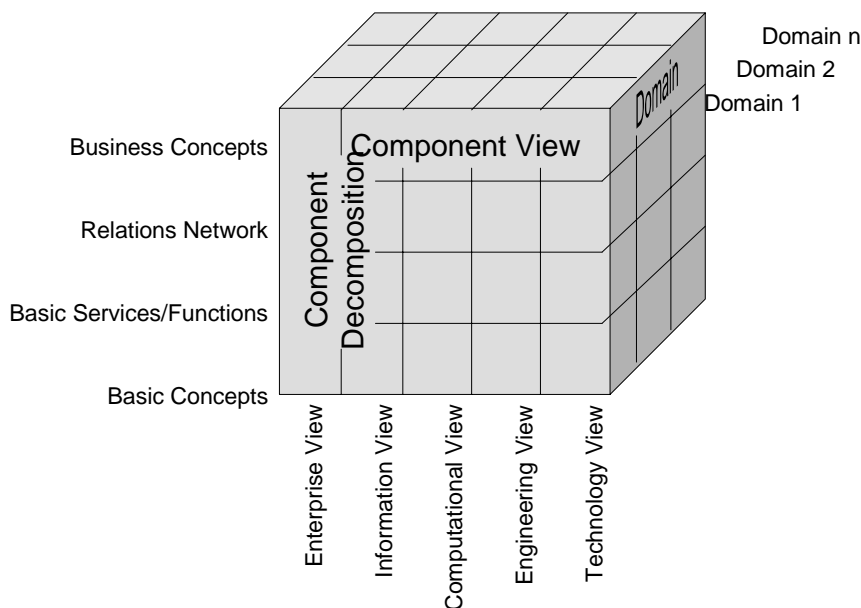 Domain n
Domain 2
Domain
Domain 1
Business Concepts
Component View
Component
Decomposition
Relations Network
Basic Services/Functions
Basic Concepts
Enterprise View
Information View
Computational View
Engineering View
Technology View